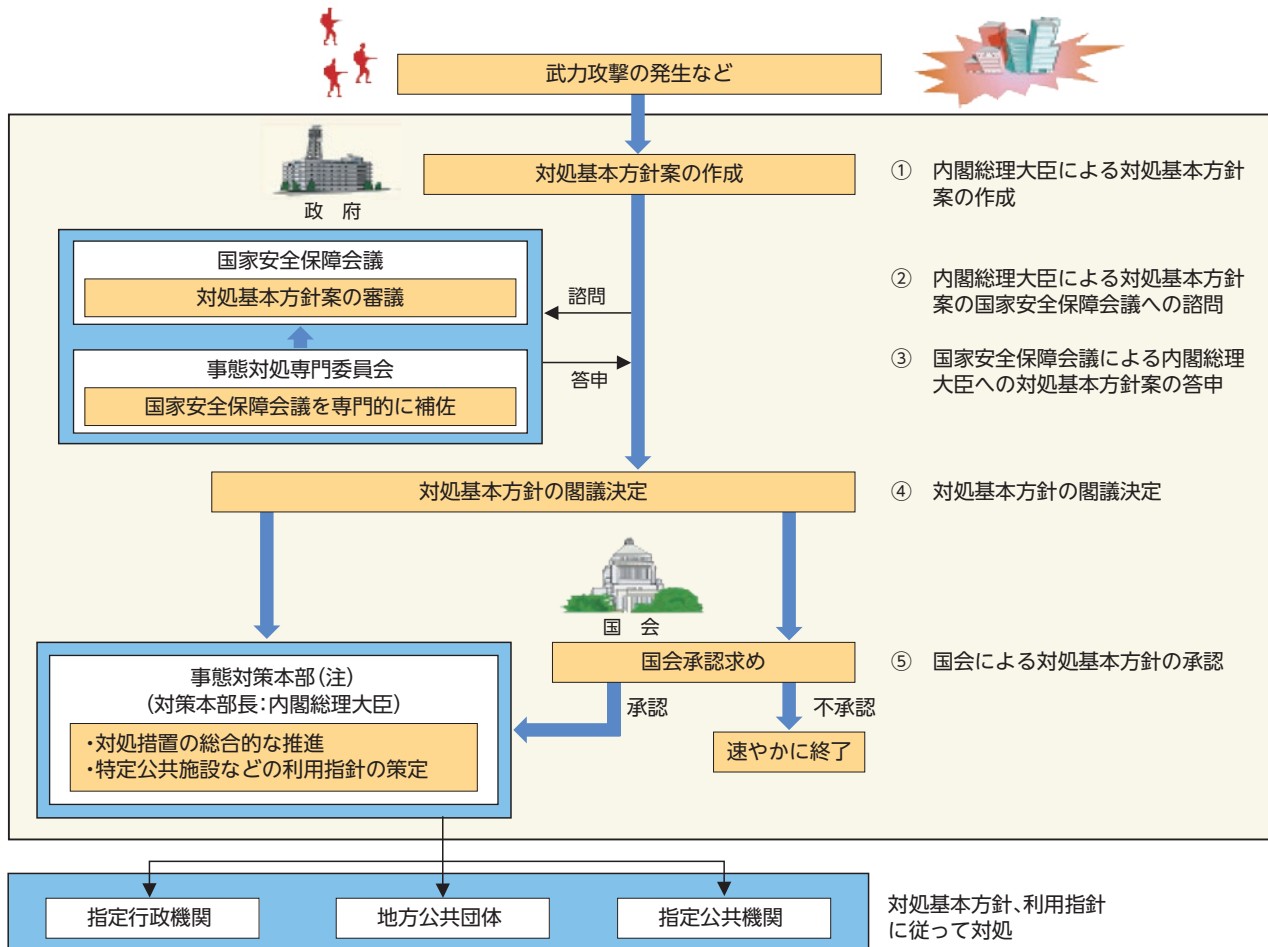 武力攻撃の発生など
政　府
対処基本方針案の作成
① 内閣総理大臣による対処基本方針
案の作成
国家安全保障会議
対処基本方針案の審議
諮問
② 内閣総理大臣による対処基本方針
案の国家安全保障会議への諮問
事態対処専門委員会
国家安全保障会議を専門的に補佐
答申
③ 国家安全保障会議による内閣総理
大臣への対処基本方針案の答申
対処基本方針の閣議決定
④ 対処基本方針の閣議決定
国　会
国会承認求め
⑤ 国会による対処基本方針の承認
事態対策本部（注）
（対策本部長：内閣総理大臣）
・対処措置の総合的な推進
・特定公共施設などの利用指針の策定
承認
不承認
速やかに終了
指定行政機関
地方公共団体
指定公共機関
対処基本方針、利用指針
に従って対処